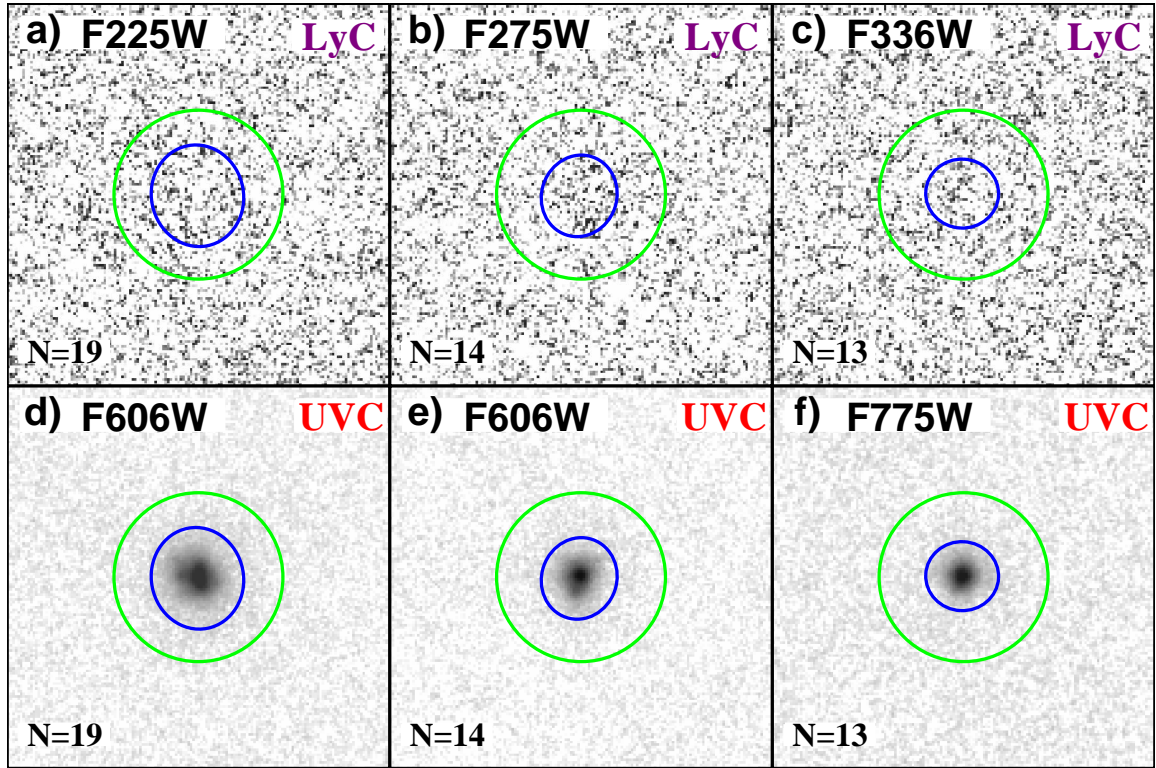 a) F225W LyC
b) F275W LyC
c) F336W LyC
N=19
N=14
N=13
d) F606W UVC
e) F606W UVC
f) F775W UVC
N=19
N=14
N=13